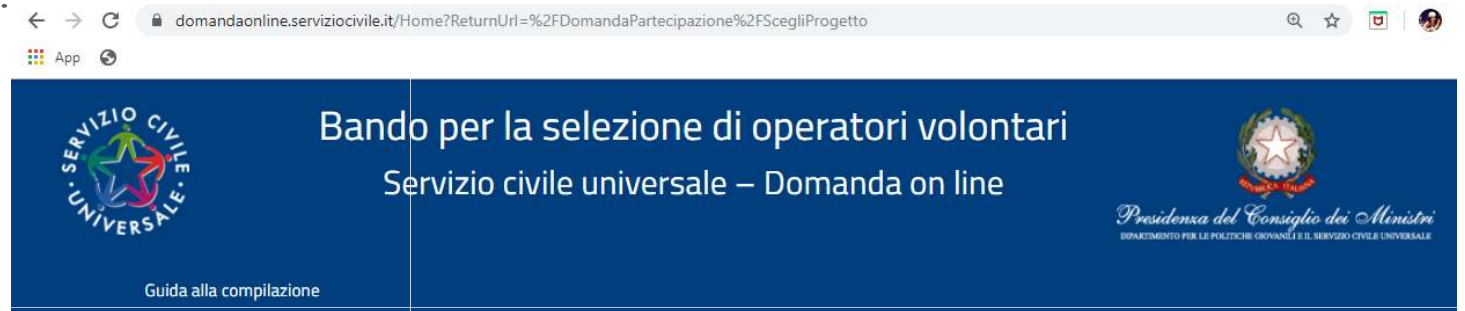 domandaonline.serviziocivile.it/Home?ReturnUrl=%2FDomandaPartecipazione%2FScegliProgetto
App
SERVIZIO CIVILE UNIVERSALE
Bando per la selezione di operatori volontari
Servizio civile universale – Domanda on line
REPVBBLICA ITALIANA
Presidenza del Consiglio dei Ministri
DIPARTIMENTO PER LE POLITICHE GIOVANILI E IL SERVIZIO CIVILE UNIVERSALE
Guida alla compilazione